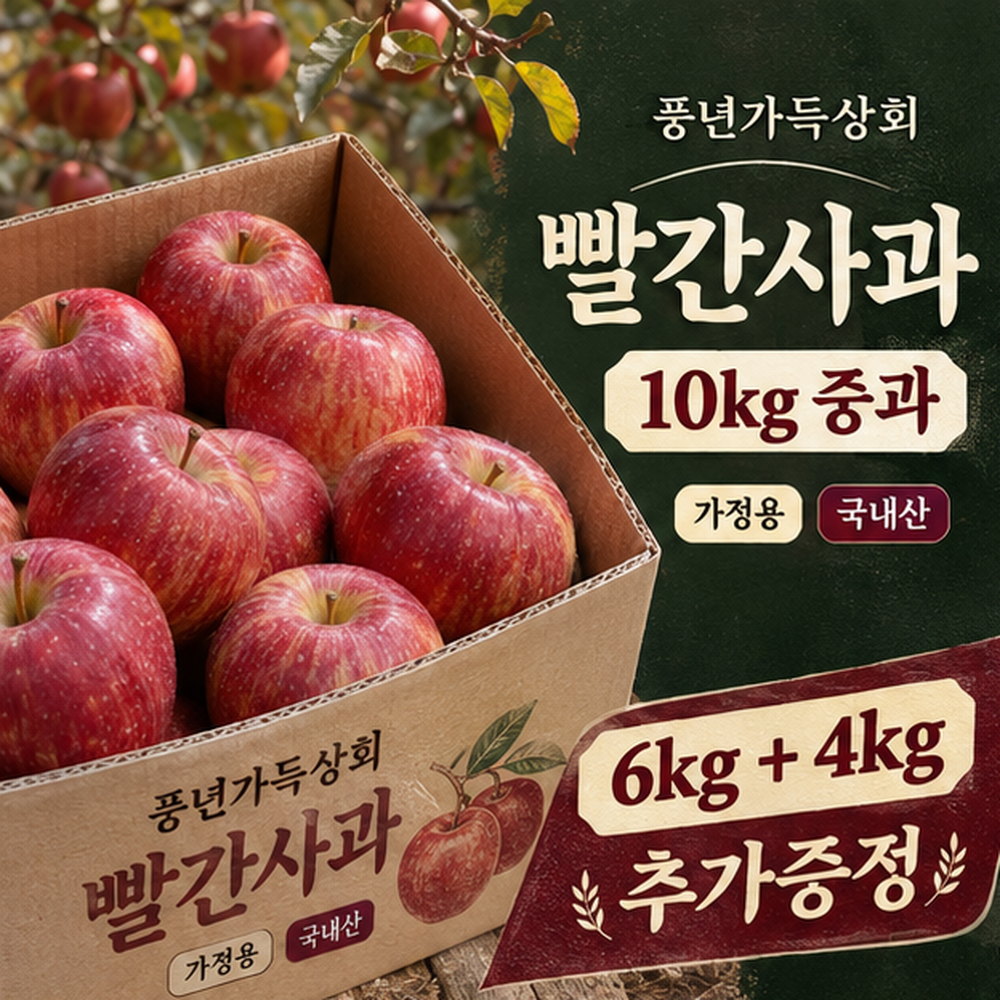 풍년가득상회
빨간사과
10kg 중과
가정용 국내산
6kg + 4kg
추가증정
풍년가득상회
빨간사과
가정용 국내산